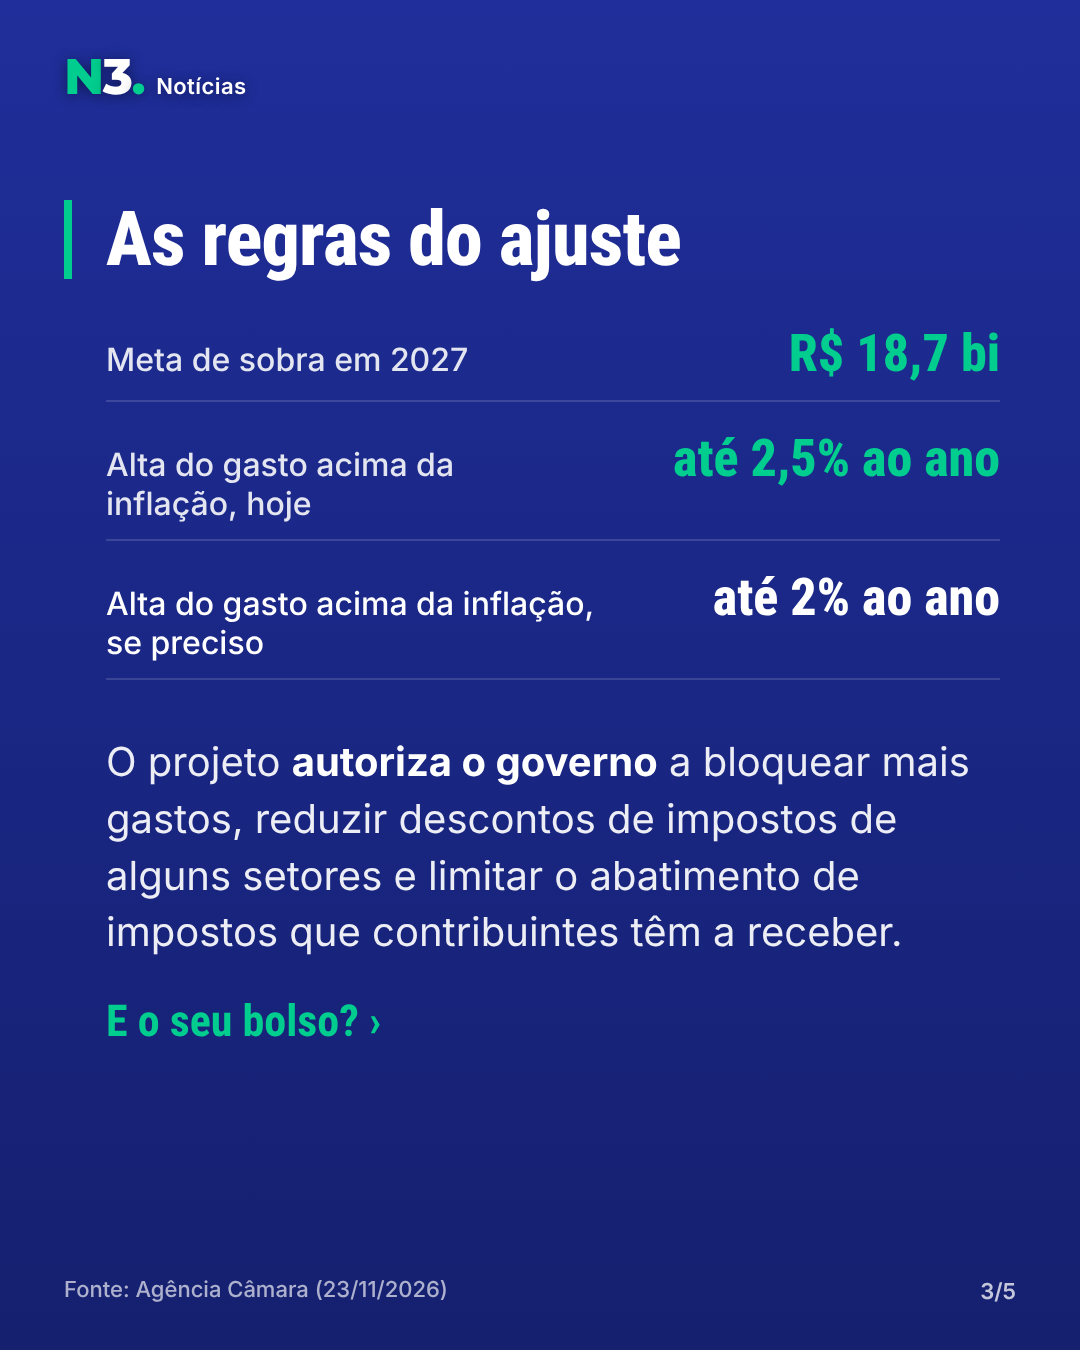 N3. Notícias
As regras do ajuste
Meta de sobra em 2027 R$ 18,7 bi
Alta do gasto acima da até 2,5% ao ano
inflação, hoje
Alta do gasto acima da inflação, até 2% ao ano
se preciso
O projeto autoriza o governo a bloquear mais
gastos, reduzir descontos de impostos de
alguns setores e limitar o abatimento de
impostos que contribuintes têm a receber.
E o seu bolso? ›
Fonte: Agência Câmara (23/11/2026) 3/5